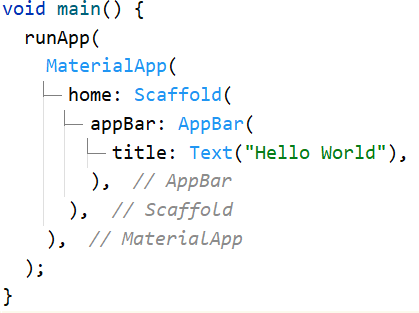 void main() {
  runApp(
    MaterialApp(
      home: Scaffold(
        appBar: AppBar(
          title: Text("Hello World"),
        ),  // AppBar
      ),  // Scaffold
    ),  // MaterialApp
  );
}